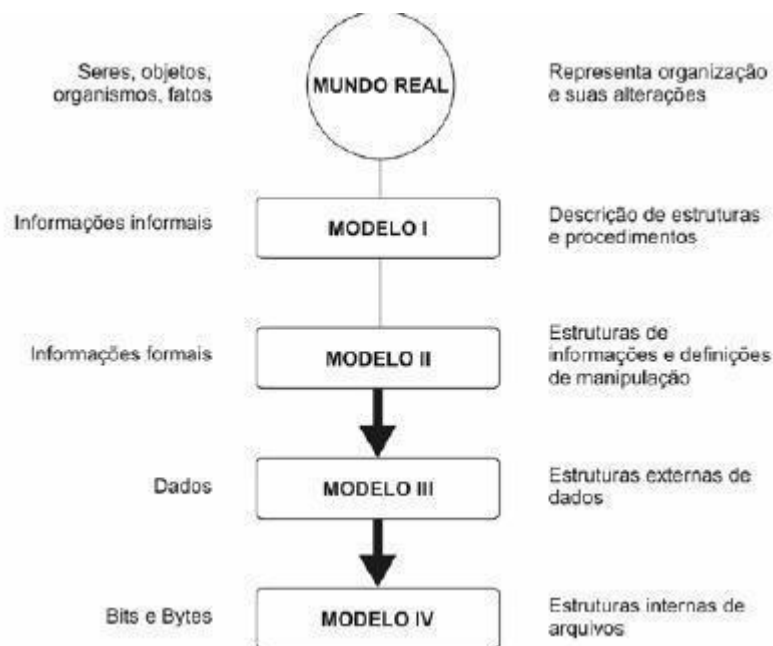 Seres, objetos,
organismos, fatos
MUNDO REAL
Representa organização
e suas alterações
Informações informais
MODELO I
Descrição de estruturas
e procedimentos
Informações formais
MODELO II
Estruturas de
informações e definições
de manipulação
Dados
MODELO III
Estruturas externas de
dados
Bits e Bytes
MODELO IV
Estruturas internas de
arquivos